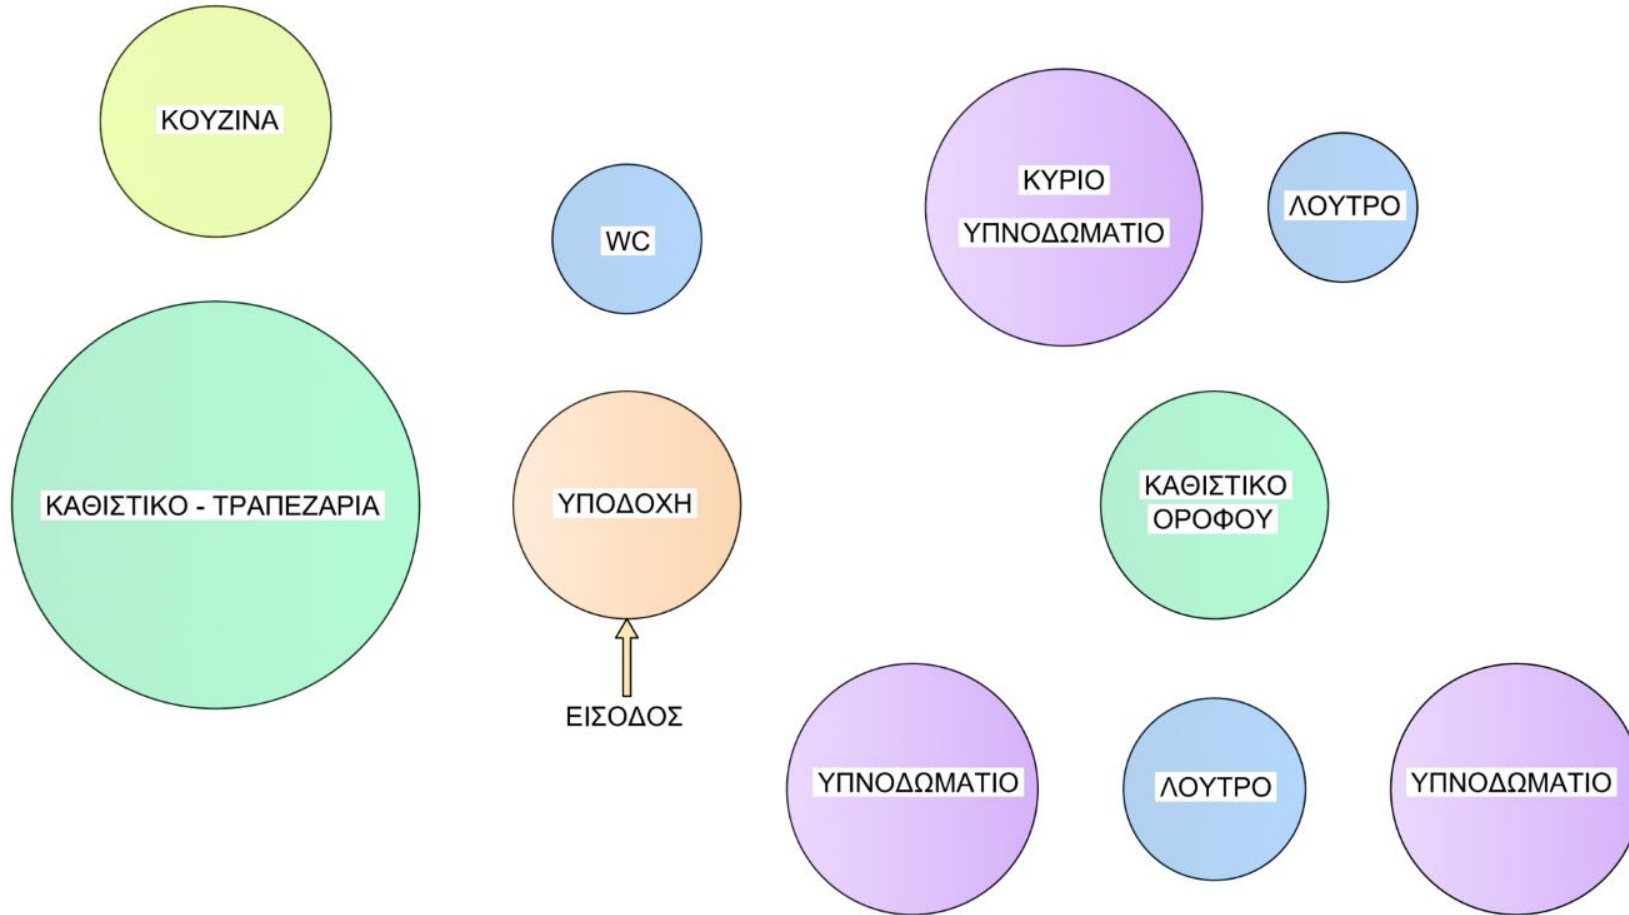 ΚΟΥΖΙΝΑ
WC
ΚΥΡΙΟ
ΥΠΝΟΔΩΜΑΤΙΟ
ΛΟΥΤΡΟ
ΚΑΘΙΣΤΙΚΟ - ΤΡΑΠΕΖΑΡΙΑ
ΥΠΟΔΟΧΗ
ΚΑΘΙΣΤΙΚΟ
ΟΡΟΦΟΥ
ΕΙΣΟΔΟΣ
ΥΠΝΟΔΩΜΑΤΙΟ
ΛΟΥΤΡΟ
ΥΠΝΟΔΩΜΑΤΙΟ